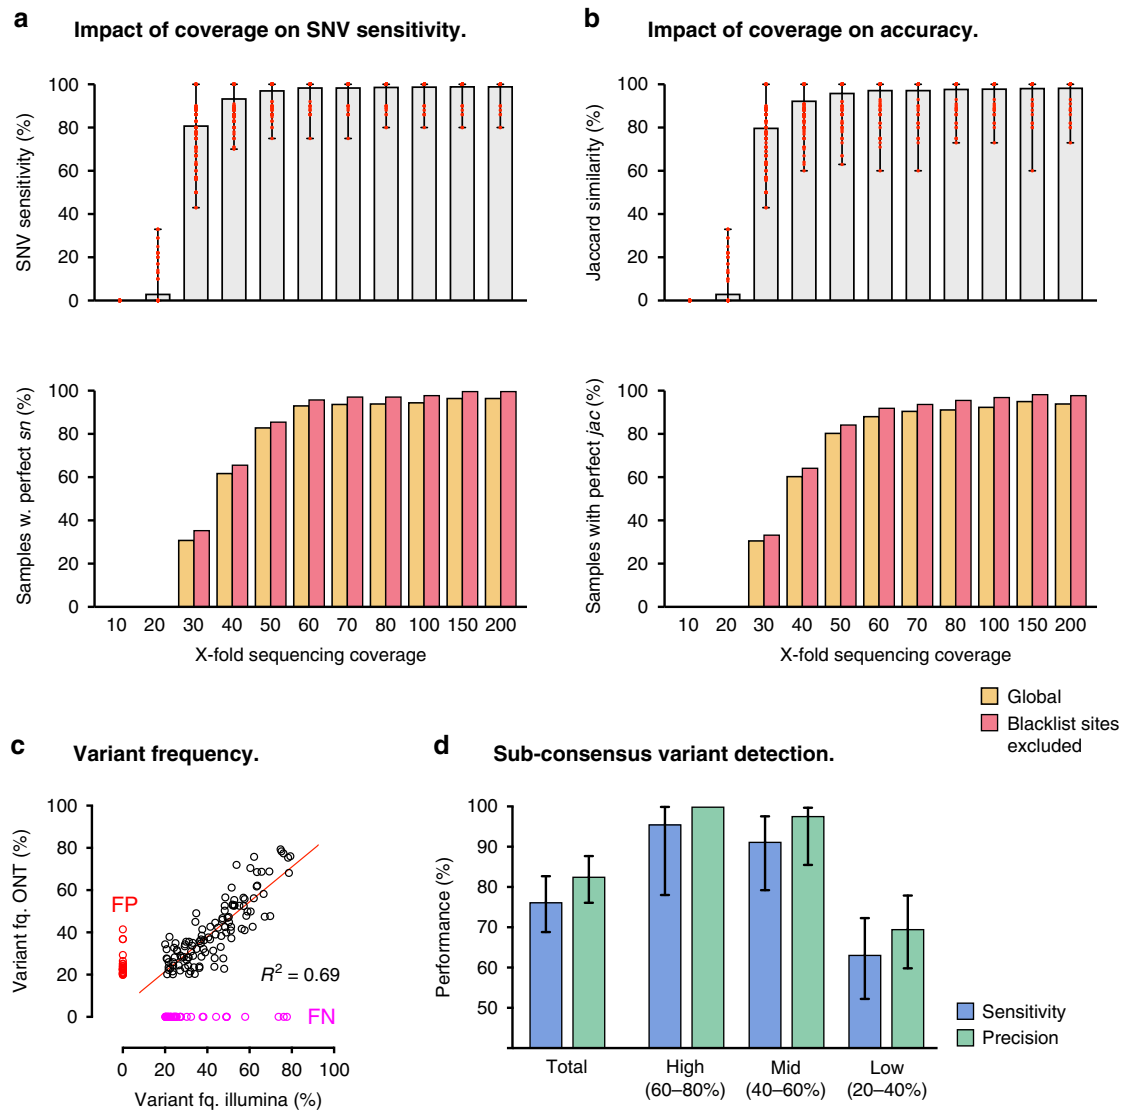 a
Impact of coverage on SNV sensitivity.
SNV sensitivity (%)
100
80
60
40
20
0
Samples w. perfect sn (%)
100
80
60
40
20
0
10 20 30 40 50 60 70 80 100 150 200
X-fold sequencing coverage
b
Impact of coverage on accuracy.
Jaccard similarity (%)
100
80
60
40
20
0
Samples with perfect jac (%)
100
80
60
40
20
0
10 20 30 40 50 60 70 80 100 150 200
X-fold sequencing coverage
Global
Blacklist sites
excluded
c
Variant frequency.
Variant fq. ONT (%)
100
80
60
40
20
0
FP
R² = 0.69
FN
0 20 40 60 80 100
Variant fq. illumina (%)
d
Sub-consensus variant detection.
Performance (%)
100
90
80
70
60
50
Total
High
(60–80%)
Mid
(40–60%)
Low
(20–40%)
Sensitivity
Precision